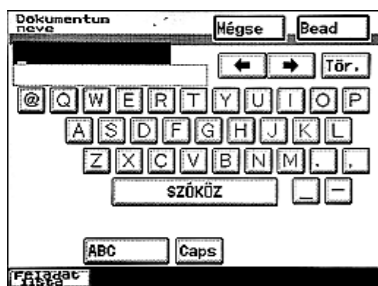 Dokumentum
neve
Mégse Bead
← → Tör.
@ Q W E R T Y U I O P
A S D F G H J K L
Z X C V B N M . ,
SZÓKÖZ _ —
ABC Caps
Feladat
lista